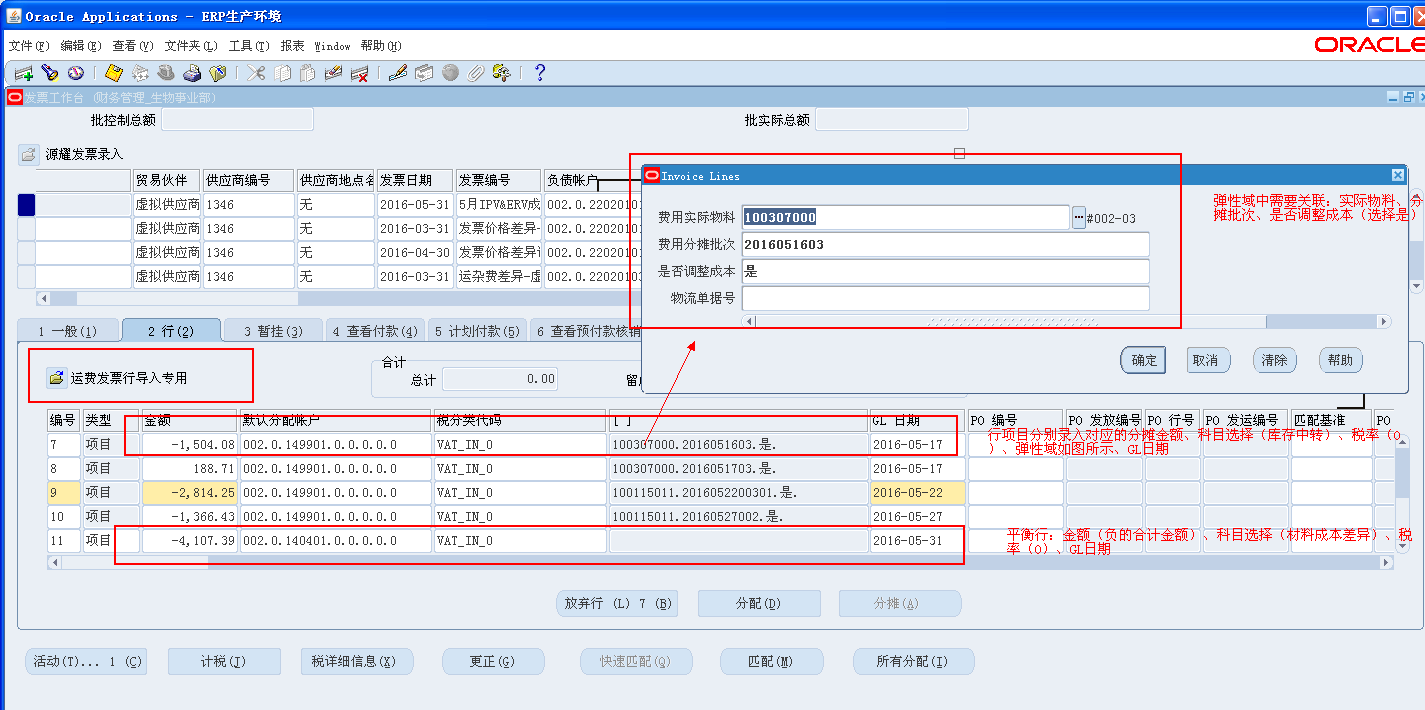 Oracle Applications - ERP生产环境
文件(F) 编辑(E) 查看(V) 文件夹(L) 工具(T) 报表 Window 帮助(H)
ORACLE
发票工作台 (财务管理_生物事业部)
批控制总额
批实际总额
源耀发票录入
贸易伙伴 供应商编号 供应商地点名 发票日期 发票编号 负债帐户
虚拟供应商 1346 无 2016-05-31 5月IPV&ERV成 002.0.22020101
虚拟供应商 1346 无 2016-03-31 发票价格差异- 002.0.22020101
虚拟供应商 1346 无 2016-04-30 发票价格差异 002.0.22020101
虚拟供应商 1346 无 2016-03-31 运杂费差异-虚 002.0.22020101
Invoice Lines
费用实际物料 100307000 #002-03
费用分摊批次 2016051603
是否调整成本 是
物流单据号
确定 取消 清除 帮助
弹性域中需要关联：实际物料、分
摊批次、是否调整成本（选择是）
1 一般(1) 2 行(2) 3 暂挂(3) 4 查看付款(4) 5 计划付款(5) 6 查看预付款核销
运费发票行导入专用
合计
总计 0.00 留
编号 类型 金额 默认分配帐户 税分类代码 [ ] GL 日期 PO 编号 PO 发放编号 PO 行号 PO 发运编号 匹配基准 PO
7 项目 -1,504.08 002.0.149901.0.0.0.0.0 VAT_IN_0 100307000.2016051603.是. 2016-05-17
8 项目 188.71 002.0.149901.0.0.0.0.0 VAT_IN_0 100307000.2016051703.是. 2016-05-17
9 项目 -2,814.25 002.0.149901.0.0.0.0.0 VAT_IN_0 100115011.2016052200301.是. 2016-05-22
10 项目 -1,366.43 002.0.149901.0.0.0.0.0 VAT_IN_0 100115011.20160527002.是. 2016-05-27
11 项目 -4,107.39 002.0.140401.0.0.0.0.0 VAT_IN_0 2016-05-31
行项目分别录入对应的分摊金额、科目选择（库存中转）、税率（0
）、弹性域如图所示、GL日期
平衡行：金额（负的合计金额）、科目选择（材料成本差异）、税
率（0）、GL日期
放弃行 (L) 7 (B) 分配(D) 分摊(A)
活动(T)... 1 (C) 计税(J) 税详细信息(X) 更正(G) 快速匹配(Q) 匹配(M) 所有分配(I)